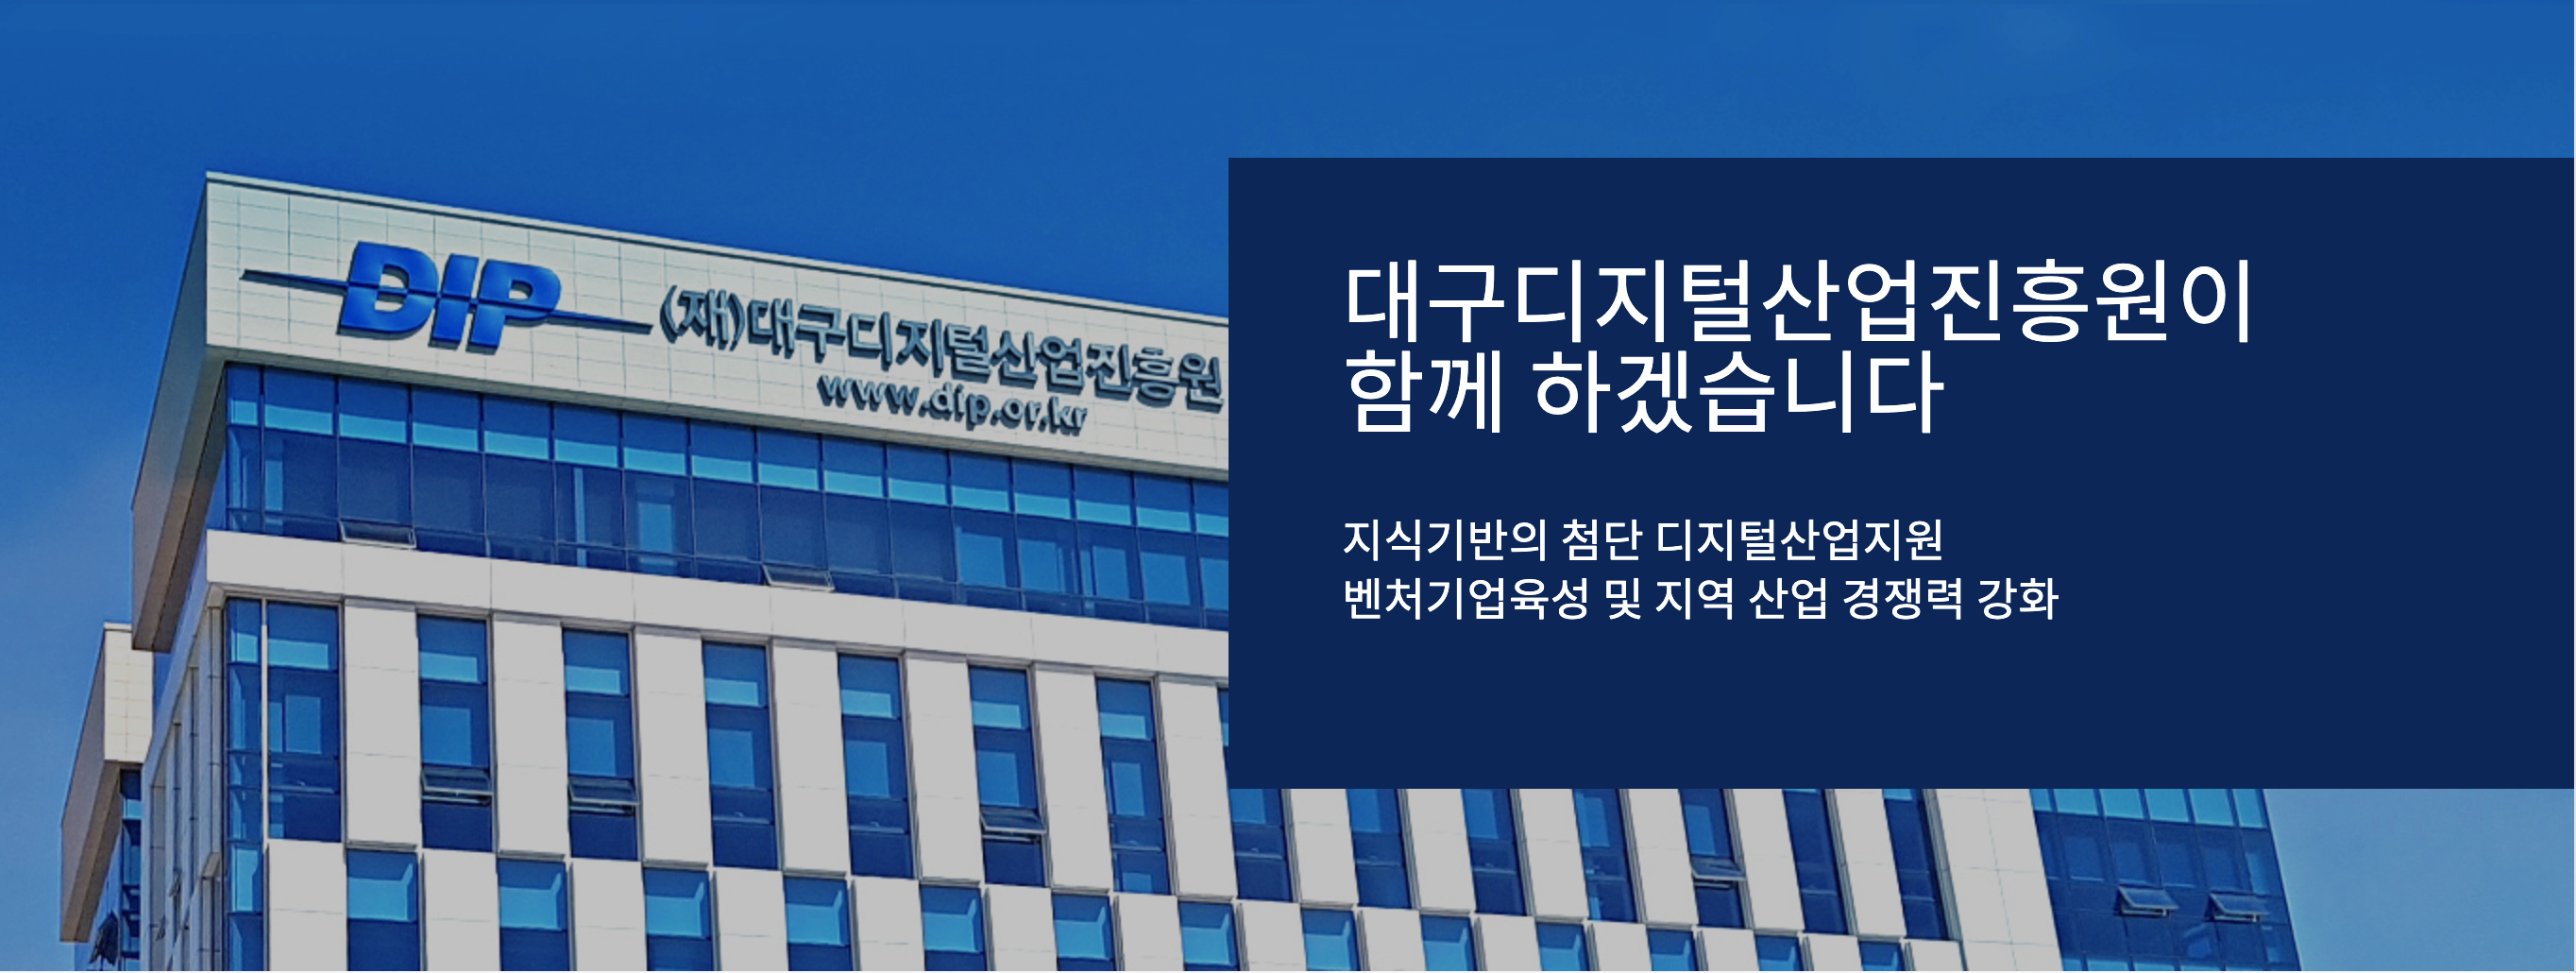 DIP (재)대구디지털산업진흥원
www.dip.or.kr
대구디지털산업진흥원이
함께 하겠습니다
지식기반의 첨단 디지털산업지원
벤처기업육성 및 지역 산업 경쟁력 강화